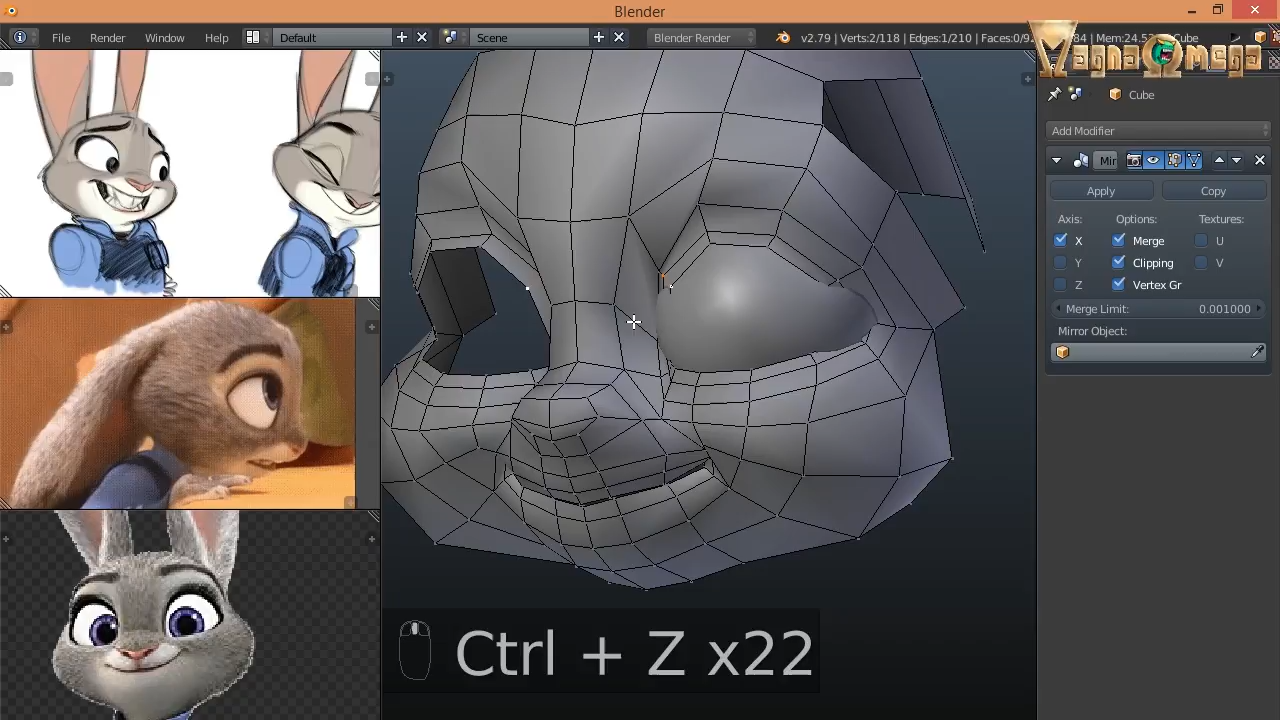 Blender
File Render Window Help Default Scene Blender Render v2.79 | Verts:2/118 | Edges:1/210 | Faces:0/9
MagnaOmega
Cube
Add Modifier
Mir
Apply Copy
Axis: Options: Textures:
X Merge U
Y Clipping V
Z Vertex Gr
Merge Limit: 0.001000
Mirror Object:
Ctrl + Z x22